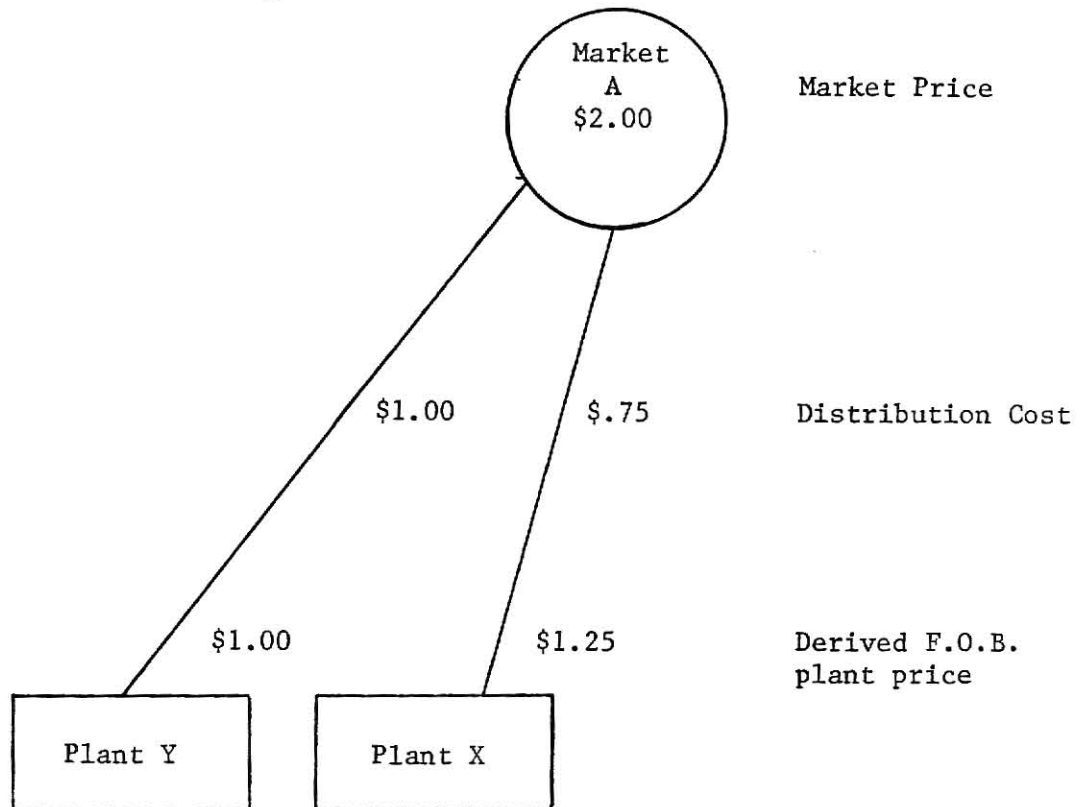 Market
A
$2.00
Market Price
$1.00
$.75
Distribution Cost
$1.00
$1.25
Derived F.O.B.
plant price
Plant Y
Plant X